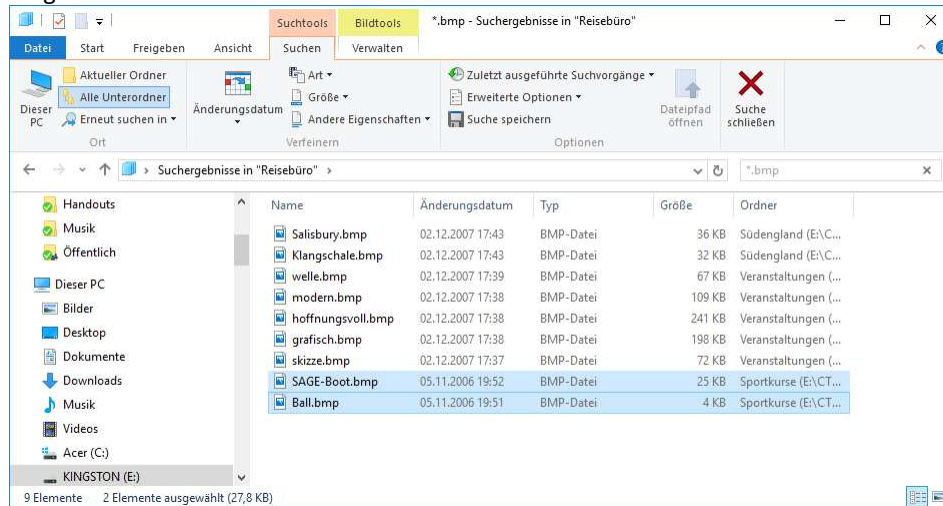 Suchtools Bildtools *.bmp - Suchergebnisse in "Reisebüro"
Datei Start Freigeben Ansicht Suchen Verwalten
Dieser PC
Aktueller Ordner
Alle Unterordner
Erneut suchen in
Ort
Änderungsdatum
Art
Größe
Andere Eigenschaften
Verfeinern
Zuletzt ausgeführte Suchvorgänge
Erweiterte Optionen
Suche speichern
Dateipfad öffnen
Optionen
Suche schließen
Suchergebnisse in "Reisebüro"
*.bmp
Handouts
Musik
Öffentlich
Dieser PC
Bilder
Desktop
Dokumente
Downloads
Musik
Videos
Acer (C:)
KINGSTON (E:)
Name Änderungsdatum Typ Größe Ordner
Salisbury.bmp 02.12.2007 17:43 BMP-Datei 36 KB Südengland (E:\C...
Klangschale.bmp 02.12.2007 17:43 BMP-Datei 32 KB Südengland (E:\C...
welle.bmp 02.12.2007 17:39 BMP-Datei 67 KB Veranstaltungen (...
modern.bmp 02.12.2007 17:38 BMP-Datei 109 KB Veranstaltungen (...
hoffnungsvoll.bmp 02.12.2007 17:38 BMP-Datei 241 KB Veranstaltungen (...
grafisch.bmp 02.12.2007 17:38 BMP-Datei 198 KB Veranstaltungen (...
skizze.bmp 02.12.2007 17:37 BMP-Datei 72 KB Veranstaltungen (...
SAGE-Boot.bmp 05.11.2006 19:52 BMP-Datei 25 KB Sportkurse (E:\CT...
Ball.bmp 05.11.2006 19:51 BMP-Datei 4 KB Sportkurse (E:\CT...
9 Elemente 2 Elemente ausgewählt (27,8 KB)